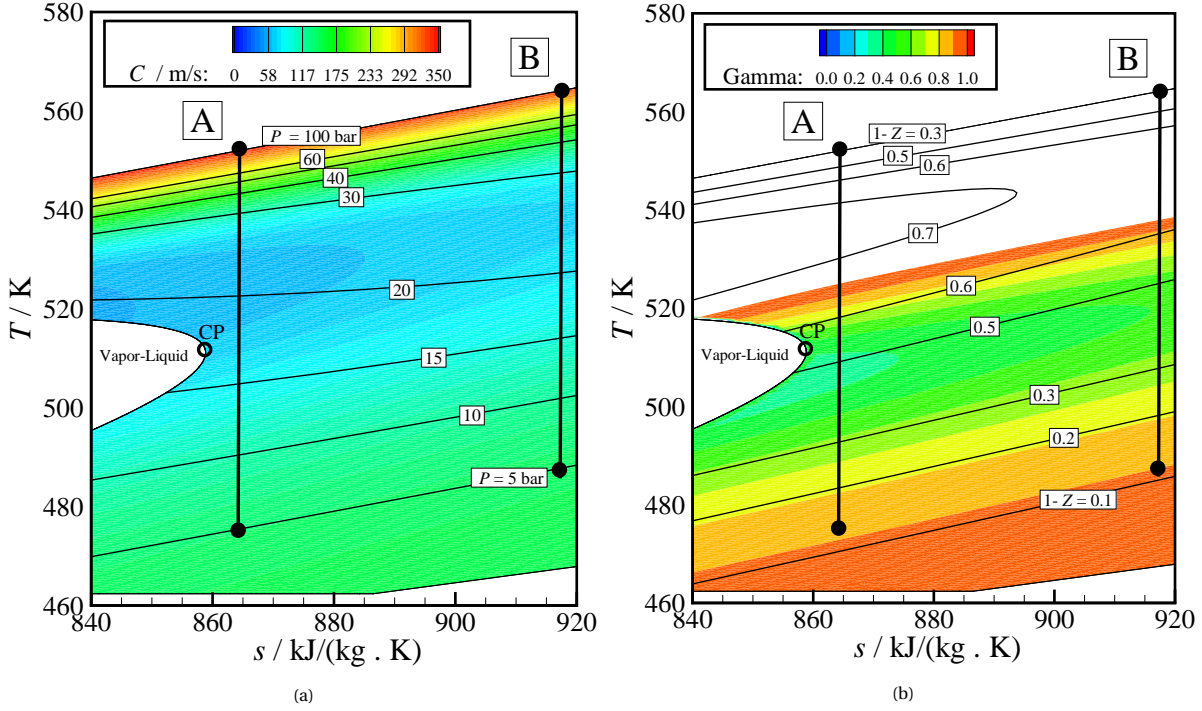 580
560
540
520
500
480
460
T / K
C / m/s: 0 58 117 175 233 292 350
A
B
P = 100 bar
60
40
30
20
15
10
P = 5 bar
CP
Vapor-Liquid
840 860 880 900 920
s / kJ/(kg . K)
(a)
580
560
540
520
500
480
460
T / K
Gamma: 0.0 0.2 0.4 0.6 0.8 1.0
A
B
1- Z = 0.3
0.5
0.6
0.7
0.6
0.5
0.3
0.2
1- Z = 0.1
CP
Vapor-Liquid
840 860 880 900 920
s / kJ/(kg . K)
(b)